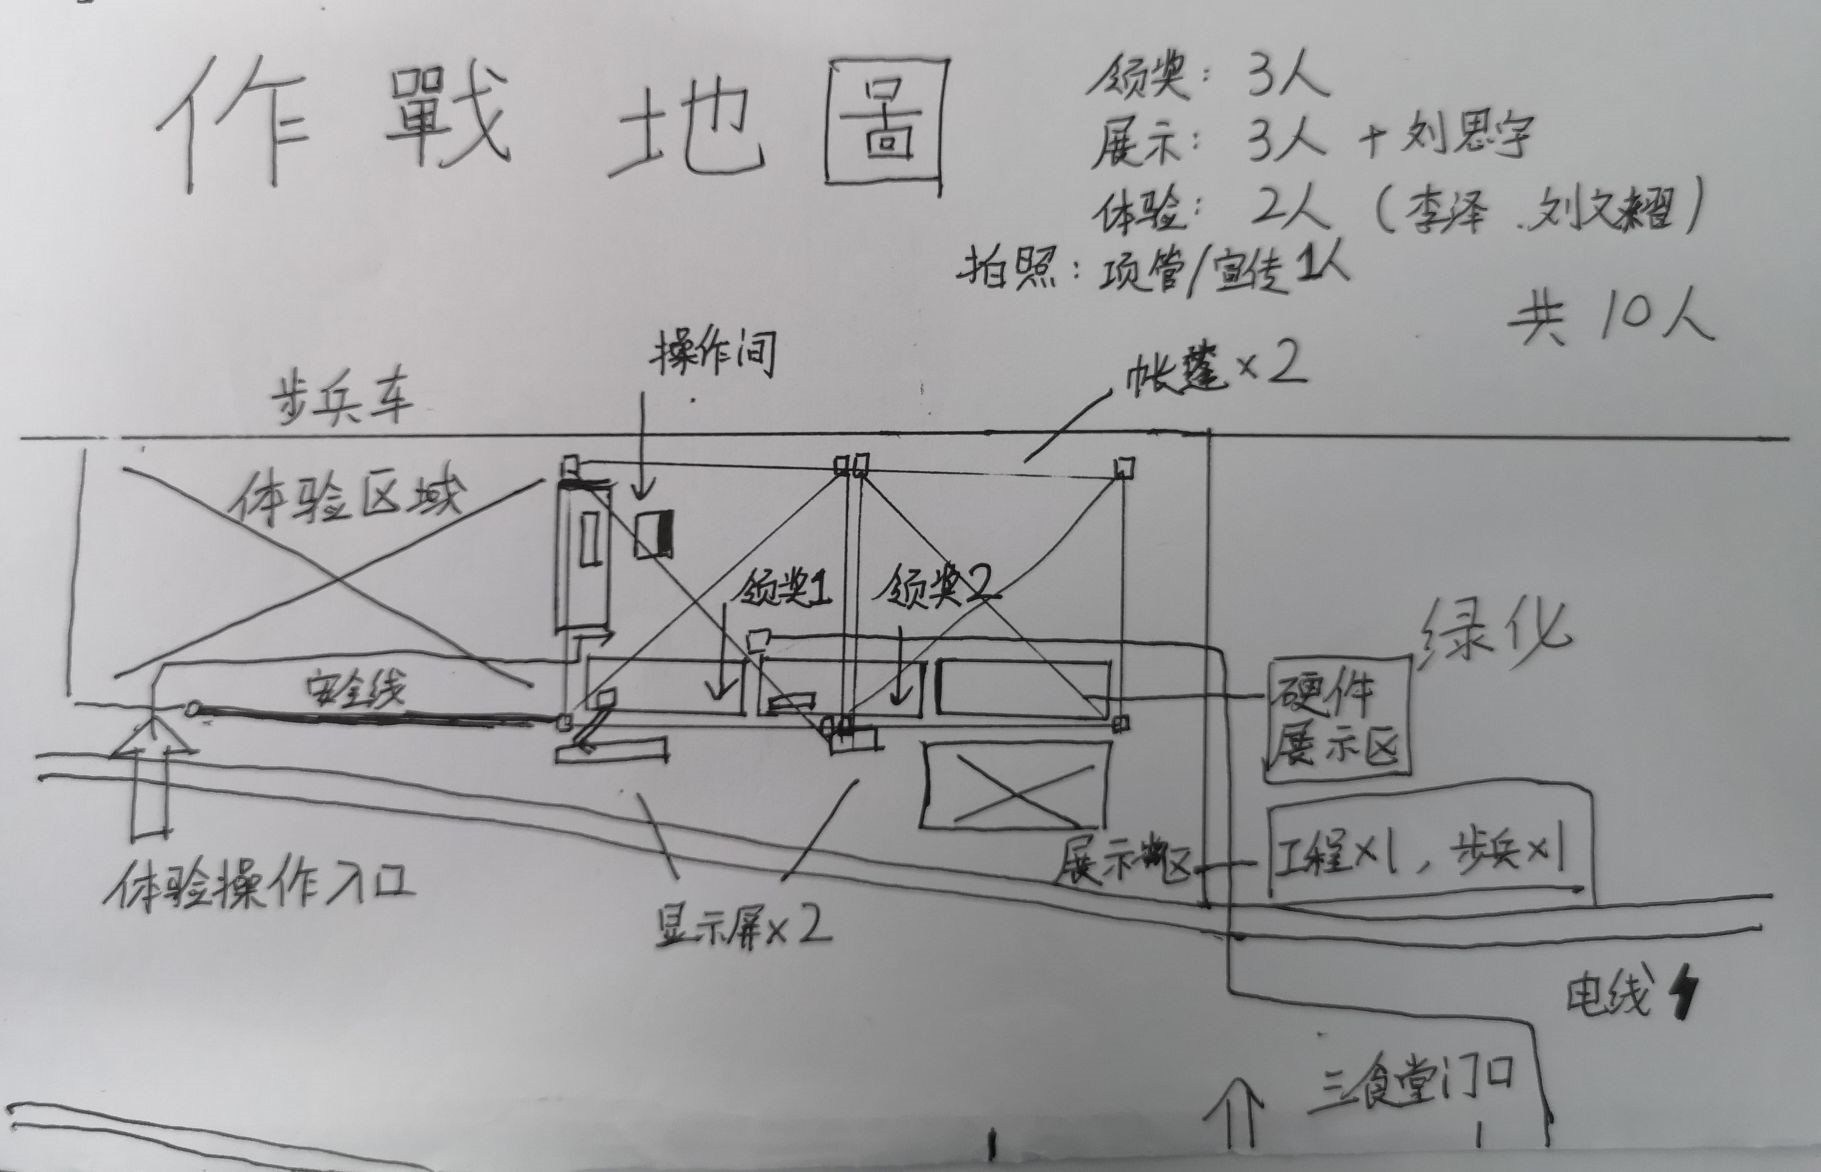 作戰地圖
领奖：3人
展示：3人 + 刘思宇
体验：2人（李泽、刘文耀）
拍照：项管/宣传1人
共10人
操作间
帐篷×2
步兵车
体验区域
领奖1
领奖2
绿化
安全线
硬件
展示区
展示区
工程×1，步兵×1
体验操作入口
显示屏×2
电线
三食堂门口